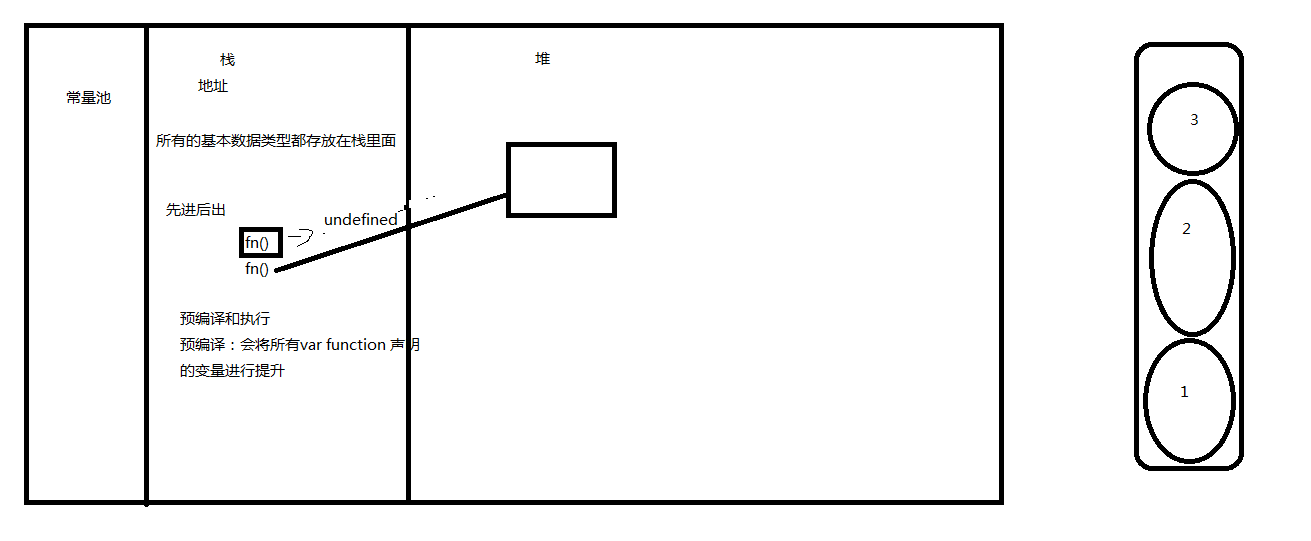 常量池
栈
地址
所有的基本数据类型都存放在栈里面
先进后出
fn()
undefined
fn()
预编译和执行
预编译：会将所有var function 声明
的变量进行提升
堆
3
2
1